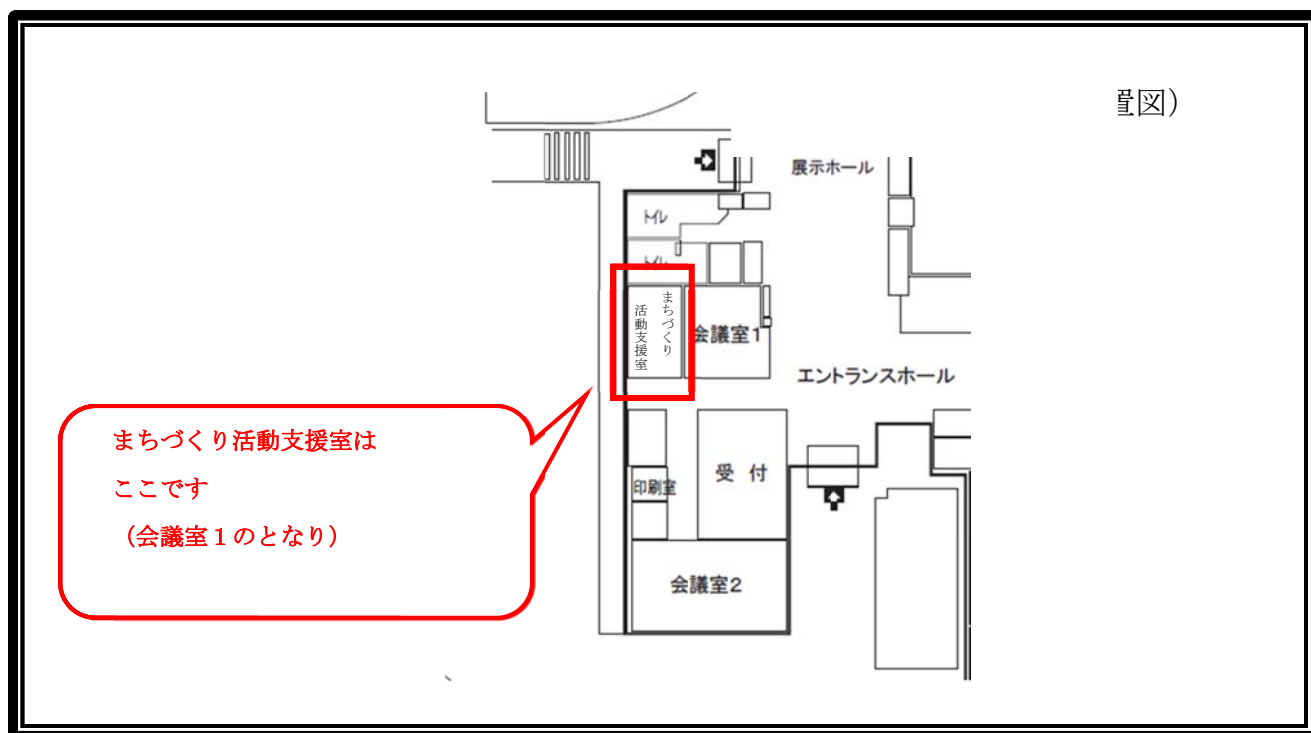 置図）
展示ホール
トイレ
トイレ
まちづくり
活動支援室
会議室1
エントランスホール
まちづくり活動支援室は
ここです
（会議室１のとなり）
受 付
印刷室
会議室2